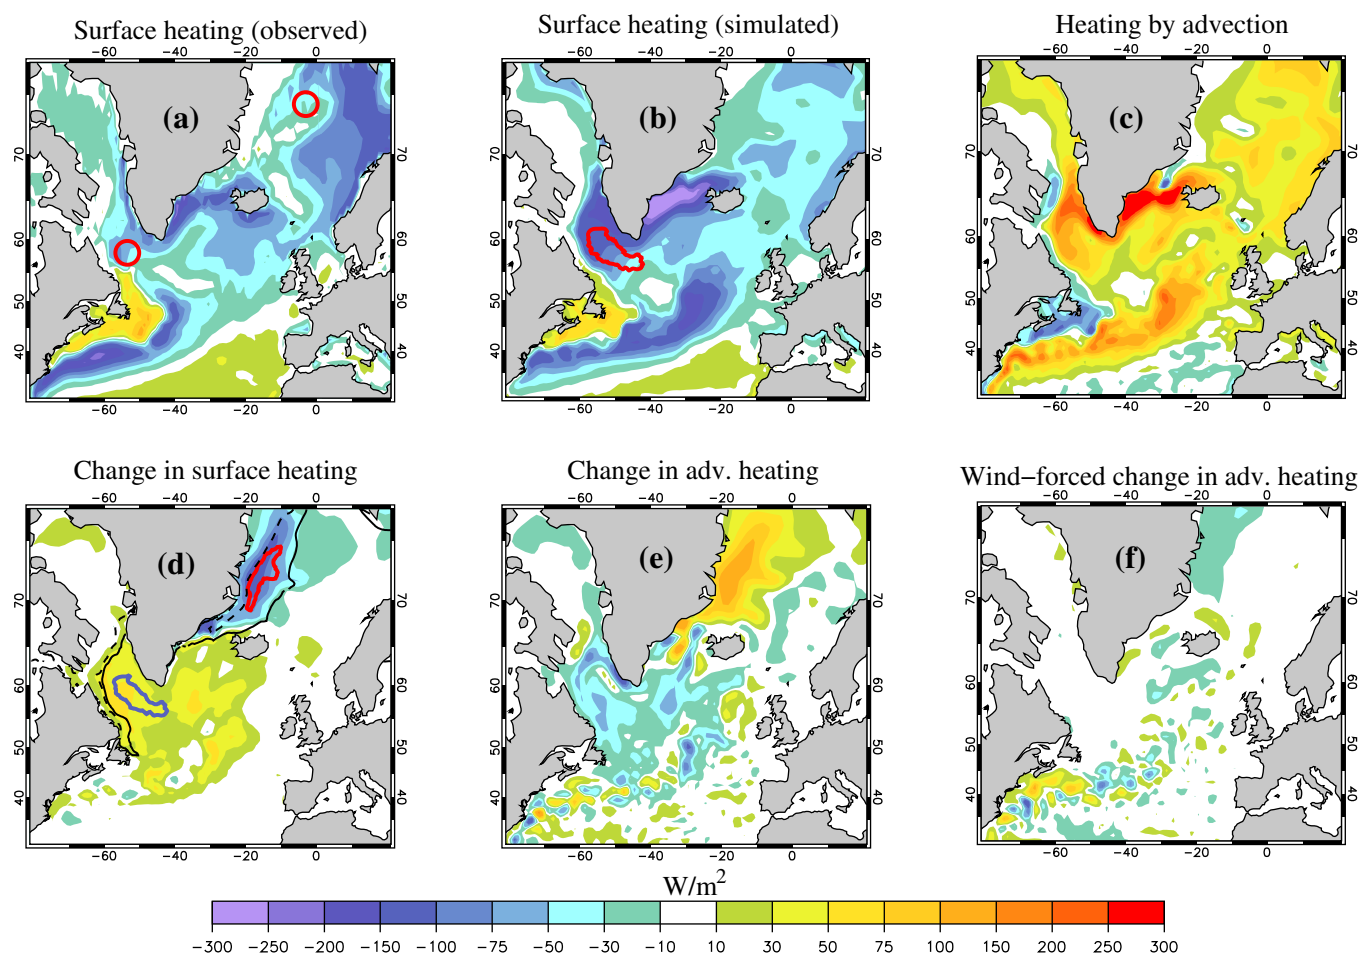 Surface heating (observed)
Surface heating (simulated)
Heating by advection
−60 −40 −20 0
−60 −40 −20 0
−60 −40 −20 0
(a)
(b)
(c)
70
60
50
40
70
60
50
40
70
60
50
40
70
60
50
40
70
60
50
40
70
60
50
40
−60 −40 −20 0
−60 −40 −20 0
−60 −40 −20 0
Change in surface heating
Change in adv. heating
Wind−forced change in adv. heating
−60 −40 −20 0
−60 −40 −20 0
−60 −40 −20 0
(d)
(e)
(f)
70
60
50
40
70
60
50
40
70
60
50
40
70
60
50
40
70
60
50
40
70
60
50
40
−60 −40 −20 0
−60 −40 −20 0
−60 −40 −20 0
W/m²
−300 −250 −200 −150 −100 −75 −50 −30 −10 10 30 50 75 100 150 200 250 300